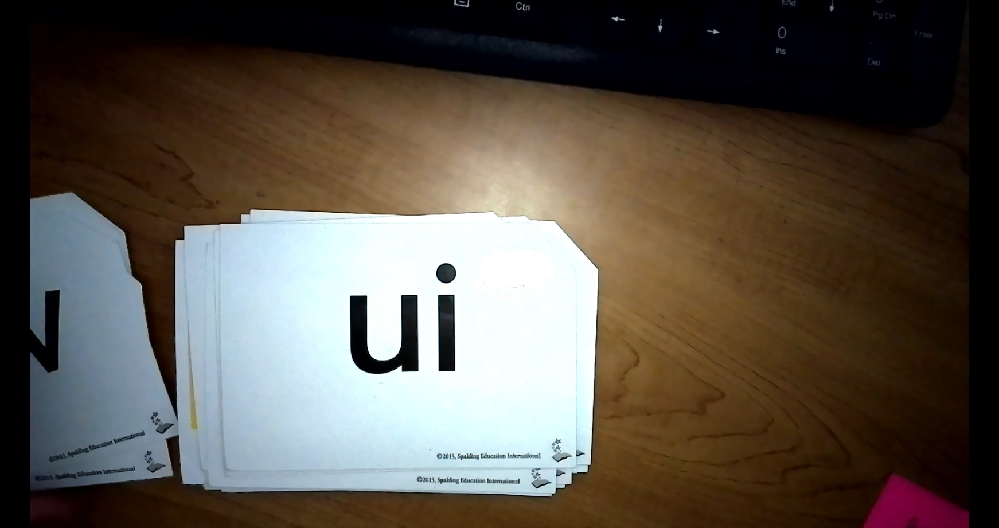 Ctrl
End
Pg Dn
0
Ins
Enter
Del
ui
©2013, Spalding Education International
©2013, Spalding Education International
©2013, Spalding Education International
©2013, Spalding Education International